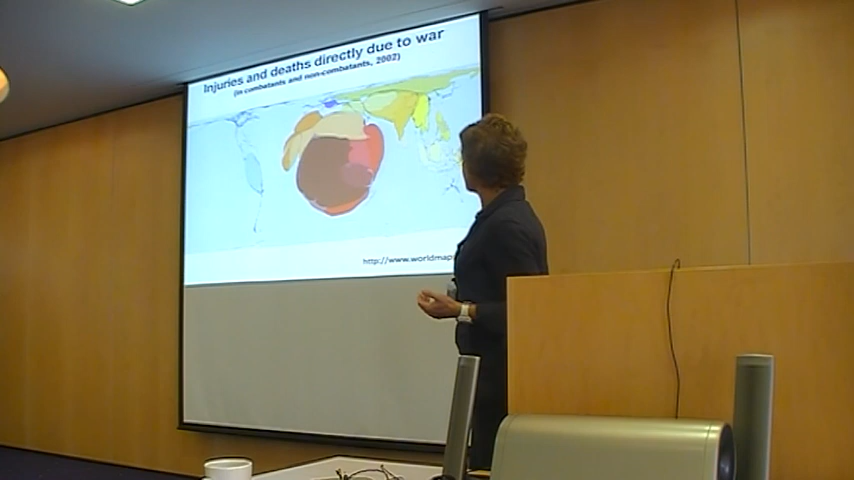 Injuries and deaths directly due to war
(in combatants and non-combatants, 2002)
http://www.worldmap